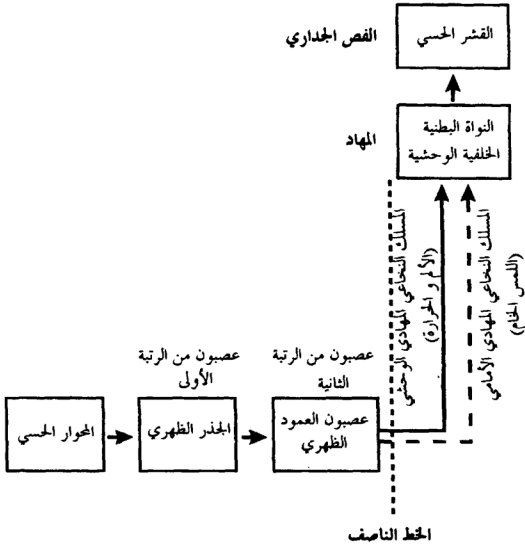 الفص الجداري
القشر الحسي
المهاد
النواة البطنية
الخلفية الوحشية
المسلك النخاعي المهادي الوحشي
(الألم و الحرارة)
المسلك النخاعي المهادي الأمامي
(اللمس الخام)
عصبون من الرتبة
الثانية
عصبون من الرتبة
الأولى
عصبون العمود
الظهري
الجذر الظهري
المحوار الحسي
الخط الناصف